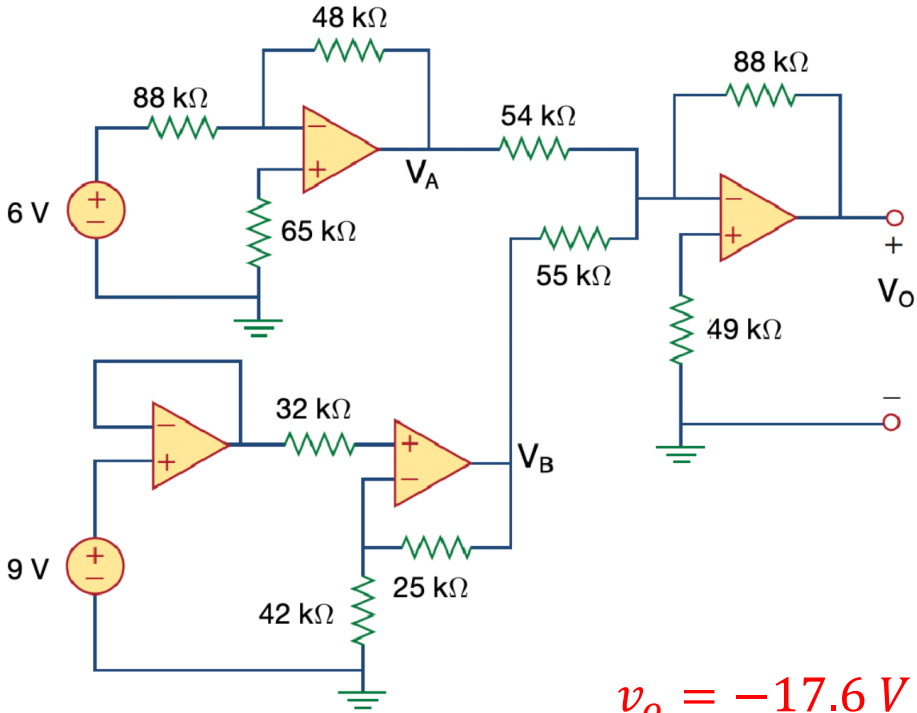 48 kΩ
88 kΩ
88 kΩ
54 kΩ
−
+
V_A
6 V
+
−
65 kΩ
55 kΩ
−
+
+
V_O
−
49 kΩ
32 kΩ
−
+
+
−
V_B
9 V
+
−
25 kΩ
42 kΩ
v_o = −17.6 V